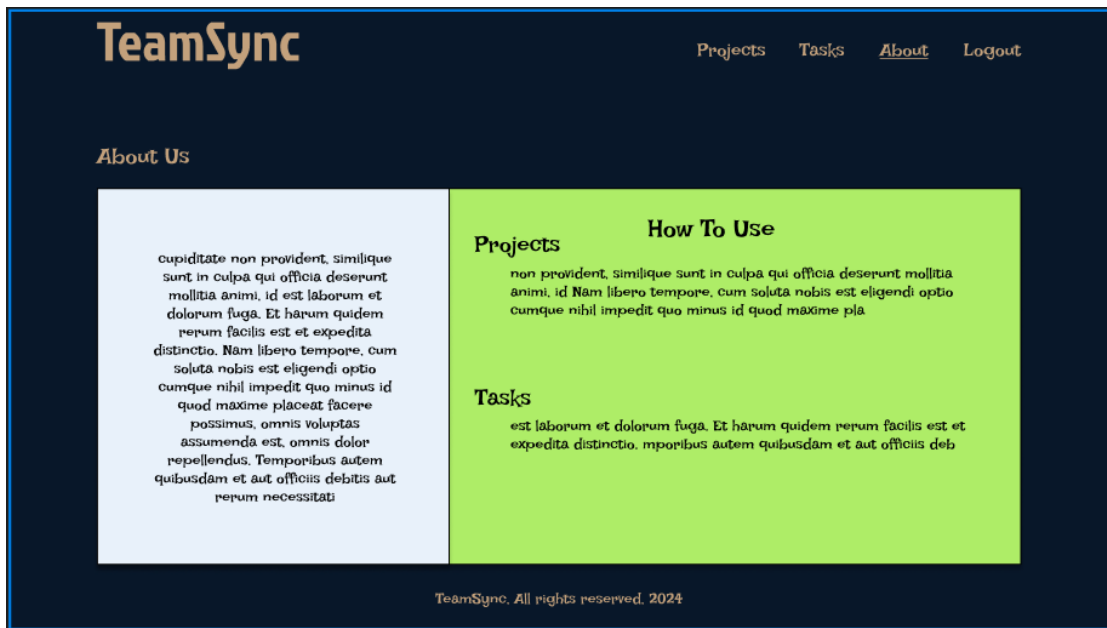 TeamSync
Projects Tasks About Logout
About Us
cupiditate non provident, similique
sunt in culpa qui officia deserunt
mollitia animi, id est laborum et
dolorum fuga. Et harum quidem
rerum facilis est et expedita
distinctio. Nam libero tempore, cum
soluta nobis est eligendi optio
cumque nihil impedit quo minus id
quod maxime placeat facere
possimus, omnis voluptas
assumenda est, omnis dolor
repellendus. Temporibus autem
quibusdam et aut officiis debitis aut
rerum necessitati
How To Use
Projects
non provident, similique sunt in culpa qui officia deserunt mollitia
animi, id Nam libero tempore, cum soluta nobis est eligendi optio
cumque nihil impedit quo minus id quod maxime pla
Tasks
est laborum et dolorum fuga. Et harum quidem rerum facilis est et
expedita distinctio. mporibus autem quibusdam et aut officiis deb
TeamSync, All rights reserved, 2024